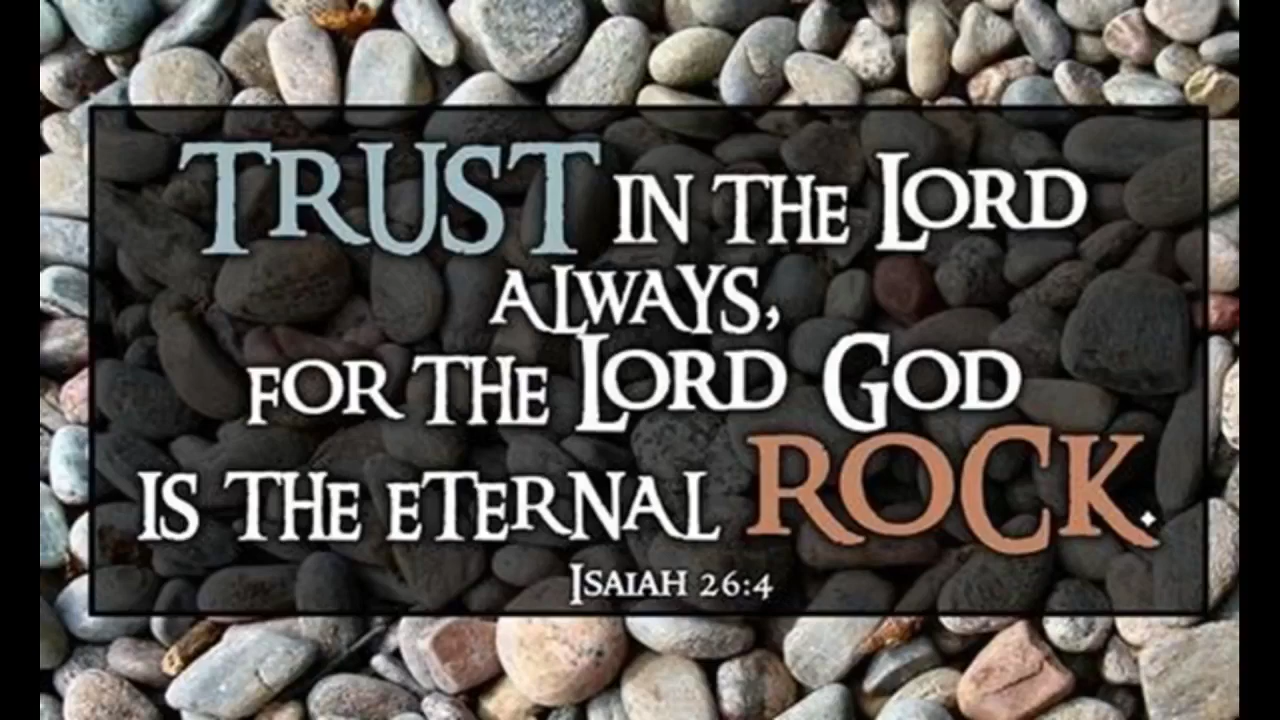 TRUST IN THE LORD
ALWAYS,
FOR THE LORD GOD
IS THE ETERNAL ROCK.
ISAIAH 26:4